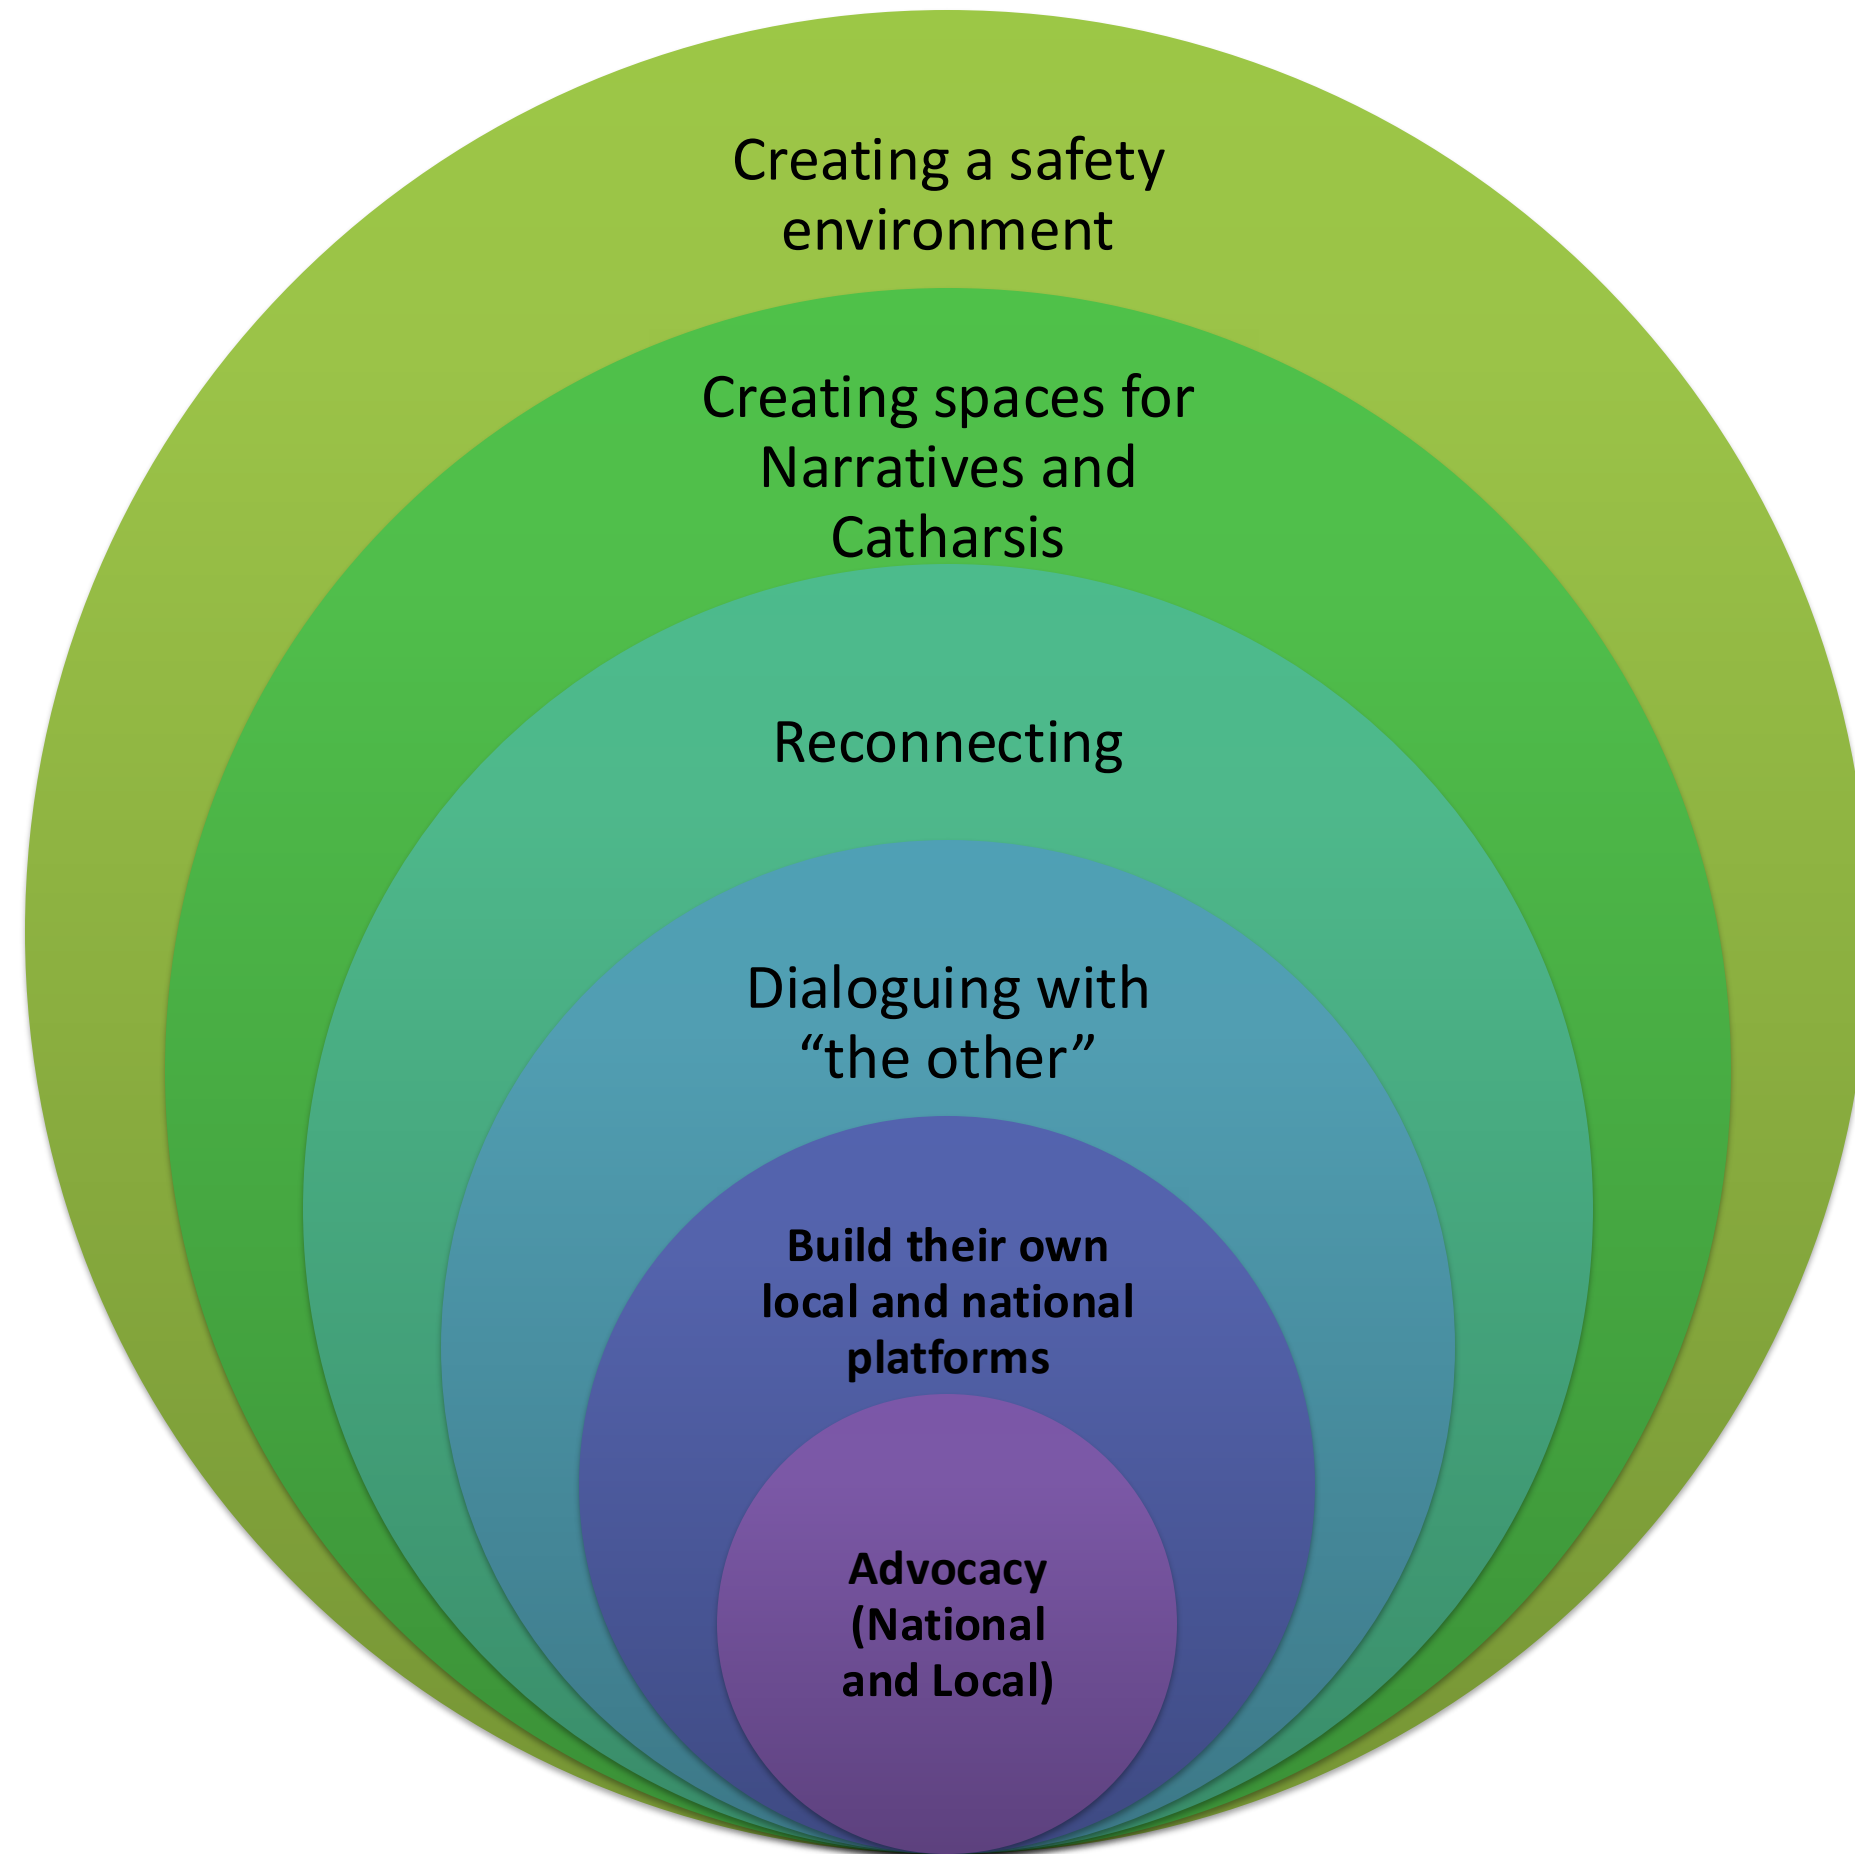 Creating a safety
environment
Creating spaces for
Narratives and
Catharsis
Reconnecting
Dialoguing with
“the other”
Build their own
local and national
platforms
Advocacy
(National
and Local)